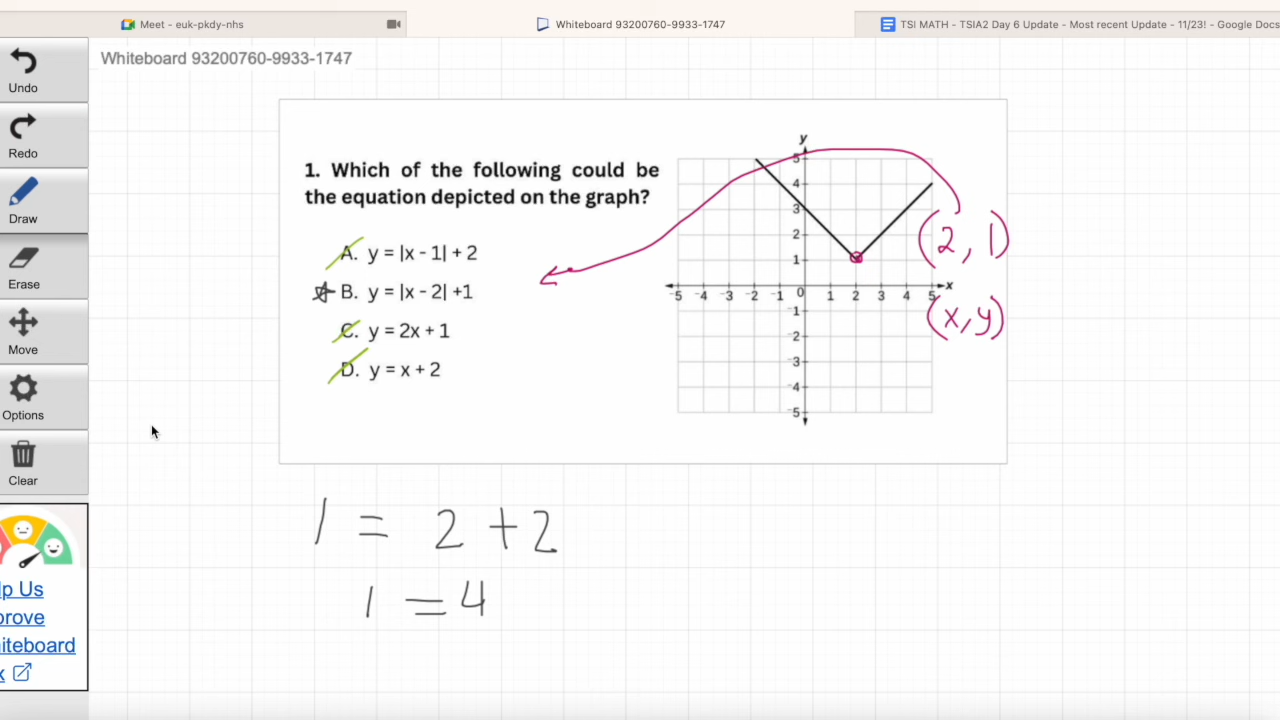 Meet - euk-pkdy-nhs
Whiteboard 93200760-9933-1747
TSI MATH - TSIA2 Day 6 Update - Most recent Update - 11/23! - Google Docs
Whiteboard 93200760-9933-1747
Undo
Redo
Draw
Erase
Move
Options
Clear
lp Us
prove
iteboard
x
1. Which of the following could be
the equation depicted on the graph?
A. y = |x - 1| + 2
B. y = |x - 2| +1
C. y = 2x + 1
D. y = x + 2
y
5
4
3
2
1
-5 -4 -3 -2 -1 0 1 2 3 4 5 x
-1
-2
-3
-4
-5
(2, 1)
(x, y)
1 = 2 + 2
1 = 4